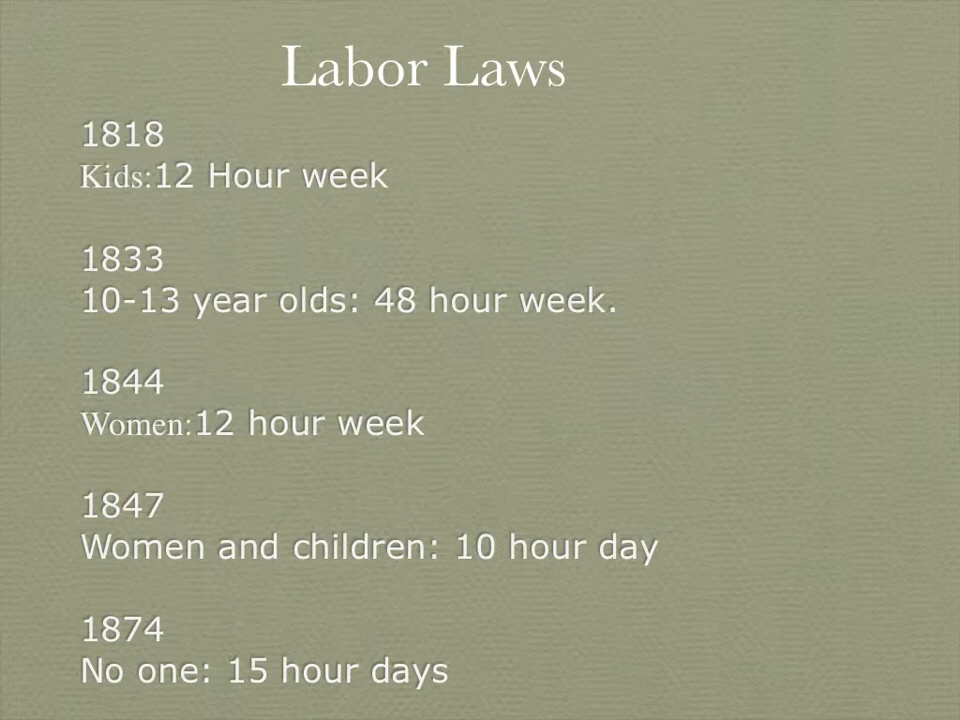 Labor Laws
1818
Kids:12 Hour week
1833
10-13 year olds: 48 hour week.
1844
Women:12 hour week
1847
Women and children: 10 hour day
1874
No one: 15 hour days